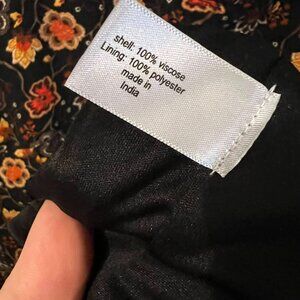 shell: 100% viscose
Lining: 100% polyester
made in
India